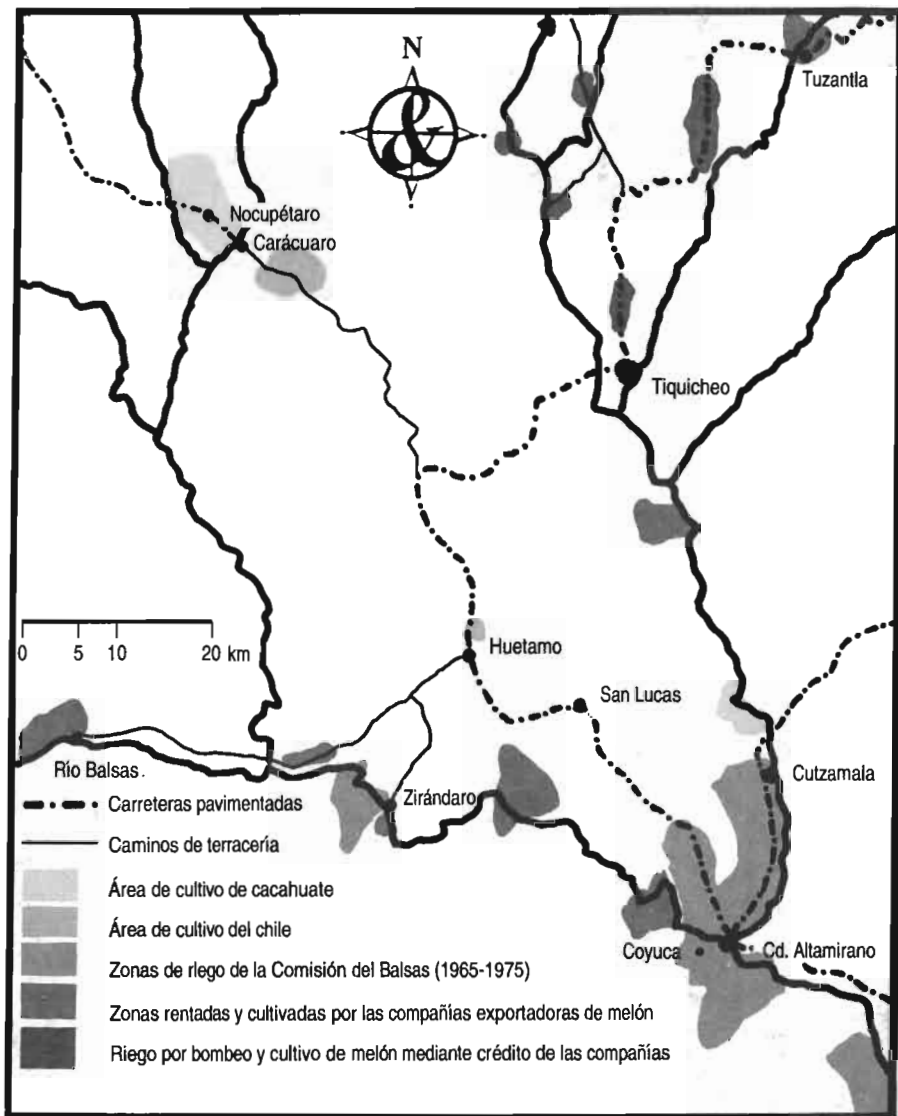 N
&
Tuzantla
Nocupétaro
Carácuaro
Tiquicheo
0 5 10 20 km
Huetamo
San Lucas
Río Balsas.
Zirándaro
Cutzamala
Carreteras pavimentadas
Caminos de terracería
Área de cultivo de cacahuate
Área de cultivo del chile
Coyuca
Cd. Altamirano
Zonas de rlego de la Comisión del Balsas (1965-1975)
Zonas rentadas y cultivadas por las compañías exportadoras de melón
Riego por bombeo y cultivo de melón mediante crédito de las compañías